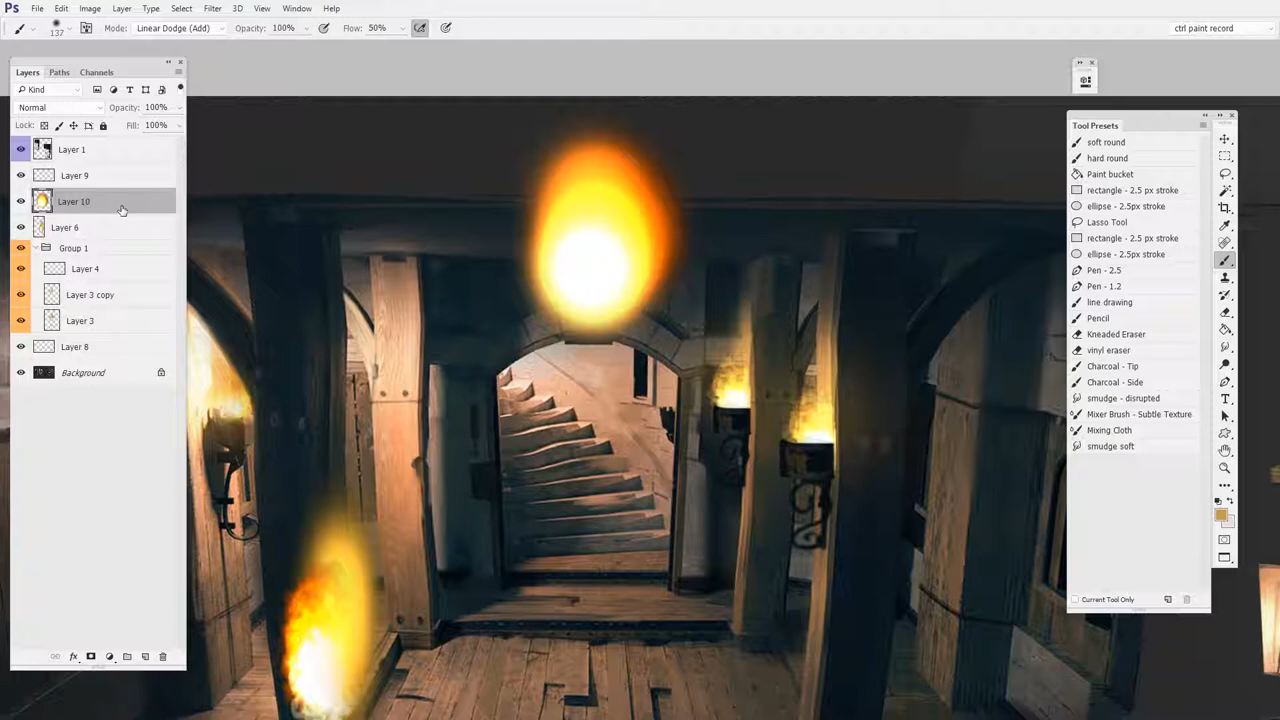 Ps File Edit Image Layer Type Select Filter 3D View Window Help
137 Mode: Linear Dodge (Add) Opacity: 100% Flow: 50% ctrl paint record
Layers Paths Channels
Kind
Normal Opacity: 100%
Lock: Fill: 100%
Layer 1
Layer 9
Layer 10
Layer 6
Group 1
Layer 4
Layer 3 copy
Layer 3
Layer 8
Background
fx
Tool Presets
soft round
hard round
Paint bucket
rectangle - 2.5 px stroke
ellipse - 2.5px stroke
Lasso Tool
rectangle - 2.5 px stroke
ellipse - 2.5px stroke
Pen - 2.5
Pen - 1.2
line drawing
Pencil
Kneaded Eraser
vinyl eraser
Charcoal - Tip
Charcoal - Side
smudge - disrupted
Mixer Brush - Subtle Texture
Mixing Cloth
smudge soft
Current Tool Only